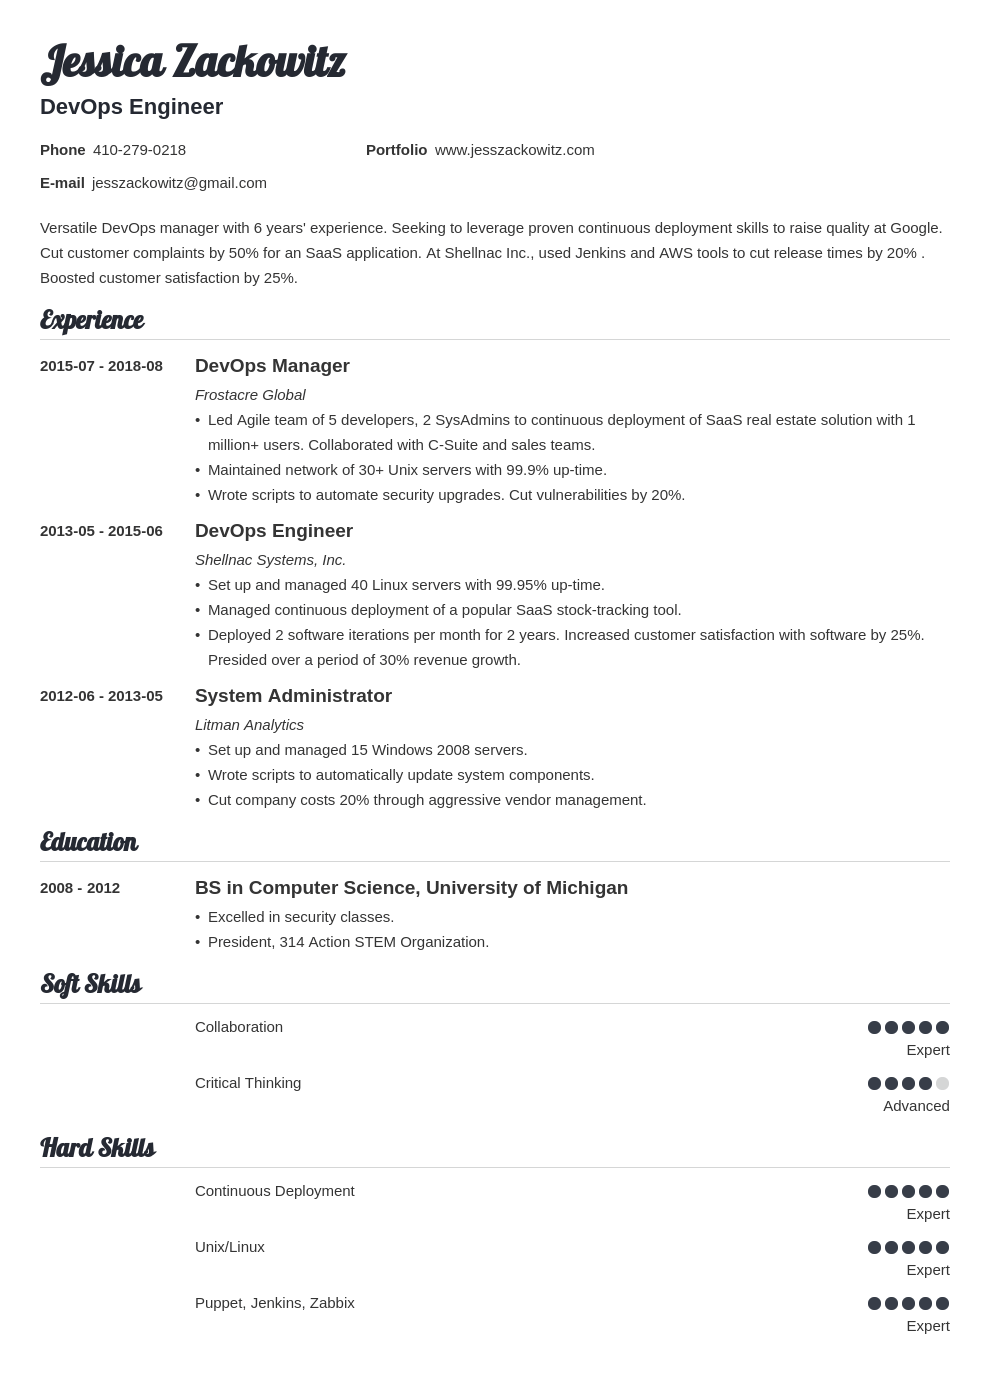 Jessica Zackowitz
DevOps Engineer
Phone 410-279-0218 Portfolio www.jesszackowitz.com
E-mail jesszackowitz@gmail.com
Versatile DevOps manager with 6 years' experience. Seeking to leverage proven continuous deployment skills to raise quality at Google.
Cut customer complaints by 50% for an SaaS application. At Shellnac Inc., used Jenkins and AWS tools to cut release times by 20% .
Boosted customer satisfaction by 25%.
Experience
2015-07 - 2018-08 DevOps Manager
Frostacre Global
• Led Agile team of 5 developers, 2 SysAdmins to continuous deployment of SaaS real estate solution with 1
million+ users. Collaborated with C-Suite and sales teams.
• Maintained network of 30+ Unix servers with 99.9% up-time.
• Wrote scripts to automate security upgrades. Cut vulnerabilities by 20%.
2013-05 - 2015-06 DevOps Engineer
Shellnac Systems, Inc.
• Set up and managed 40 Linux servers with 99.95% up-time.
• Managed continuous deployment of a popular SaaS stock-tracking tool.
• Deployed 2 software iterations per month for 2 years. Increased customer satisfaction with software by 25%.
Presided over a period of 30% revenue growth.
2012-06 - 2013-05 System Administrator
Litman Analytics
• Set up and managed 15 Windows 2008 servers.
• Wrote scripts to automatically update system components.
• Cut company costs 20% through aggressive vendor management.
Education
2008 - 2012 BS in Computer Science, University of Michigan
• Excelled in security classes.
• President, 314 Action STEM Organization.
Soft Skills
Collaboration
Expert
Critical Thinking
Advanced
Hard Skills
Continuous Deployment
Expert
Unix/Linux
Expert
Puppet, Jenkins, Zabbix
Expert